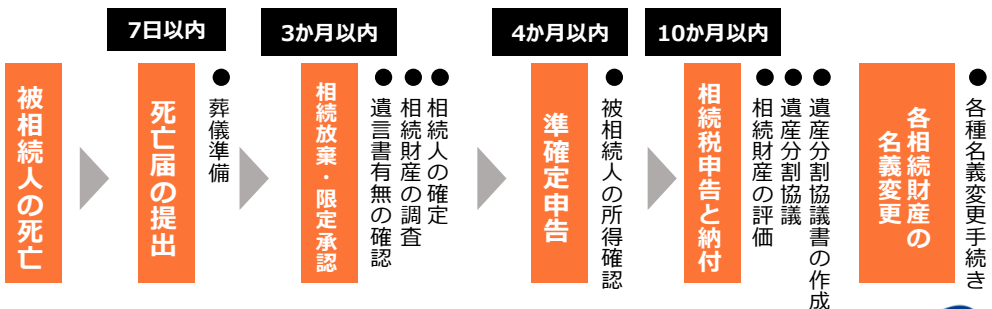 7日以内
3か月以内
4か月以内
10か月以内
被相続人の死亡
死亡届の提出
● 葬儀準備
相続放棄・限定承認
● 相続人の確定
● 相続財産の調査
● 遺言書有無の確認
準確定申告
● 被相続人の所得確認
相続税申告と納付
● 遺産分割協議書の作成
● 遺産分割協議
● 相続財産の評価
各相続財産の
名義変更
● 各種名義変更手続き